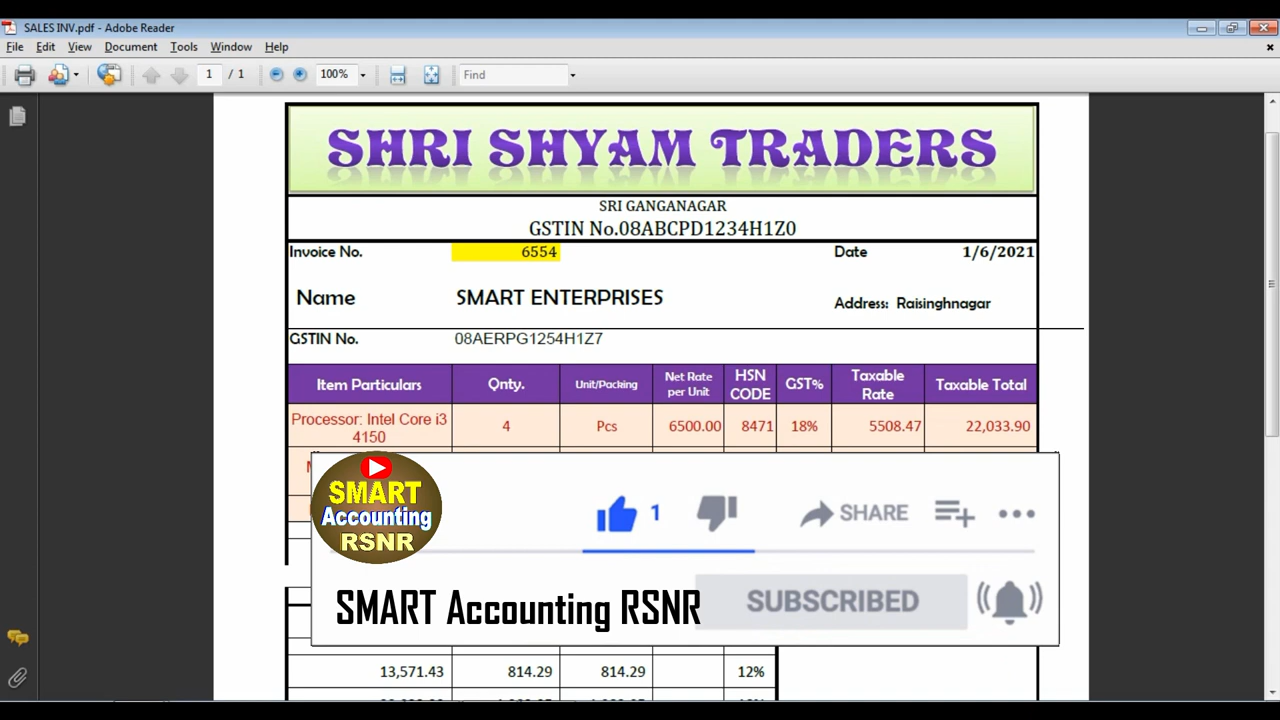 SALES INV.pdf - Adobe Reader
File Edit View Document Tools Window Help
1 / 1 100% Find
SHRI SHYAM TRADERS
SRI GANGANAGAR
GSTIN No.08ABCPD1234H1Z0
Invoice No. 6554 Date 1/6/2021
Name SMART ENTERPRISES Address: Raisinghnagar
GSTIN No. 08AERPG1254H1Z7
Item Particulars Qnty. Unit/Packing Net Rate per Unit HSN CODE GST% Taxable Rate Taxable Total
Processor: Intel Core i3 4150 4 Pcs 6500.00 8471 18% 5508.47 22,033.90
SMART
Accounting
RSNR
1 SHARE
SMART Accounting RSNR SUBSCRIBED
13,571.43 814.29 814.29 12%